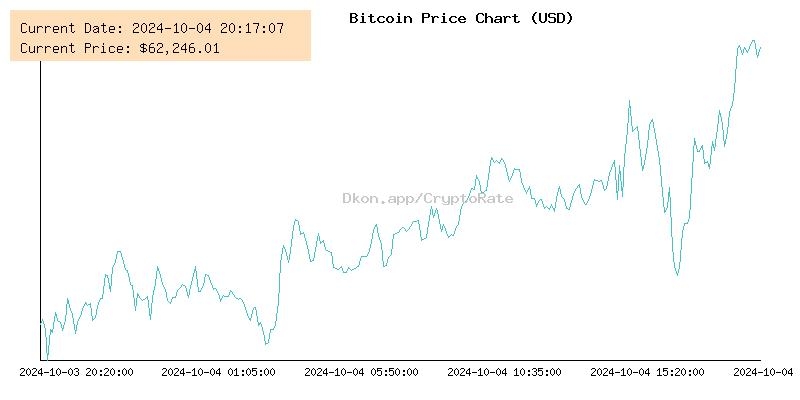 Bitcoin Price Chart (USD)
Current Date: 2024-10-04 20:17:07
Current Price: $62,246.01
Dkon.app/CryptoRate
2024-10-03 20:20:00
2024-10-04 01:05:00
2024-10-04 05:50:00
2024-10-04 10:35:00
2024-10-04 15:20:00
2024-10-04